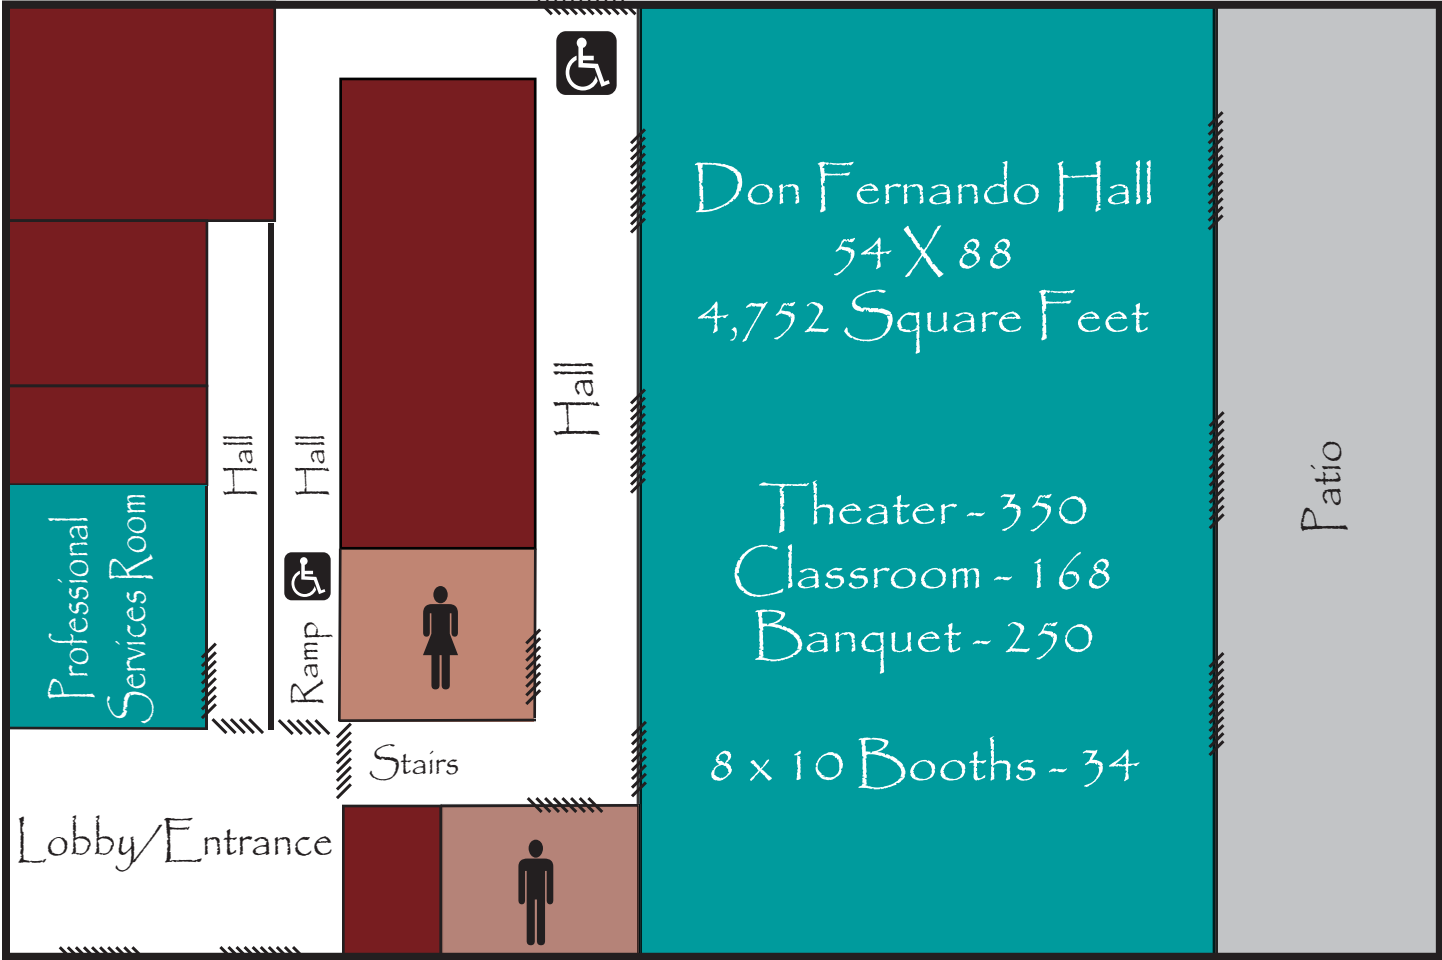 Don Fernando Hall
54 X 88
4,752 Square Feet
Theater - 350
Classroom - 168
Banquet - 250
8 x 10 Booths - 34
Patio
Hall
Hall
Hall
Professional
Services Room
Ramp
Stairs
Lobby/Entrance